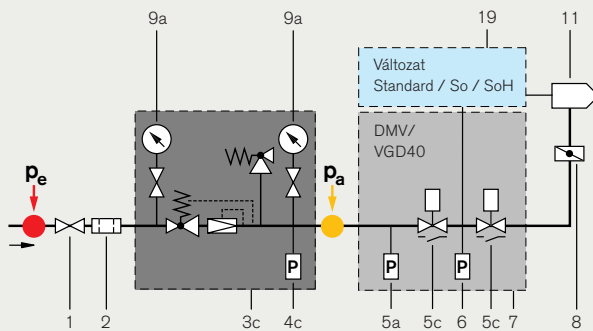 9a 9a 19 11
Változat
Standard / So / SoH
DMV/
VGD40
pe
pa
P P P
1 2 3c 4c 5a 5c 6 5c 7 8